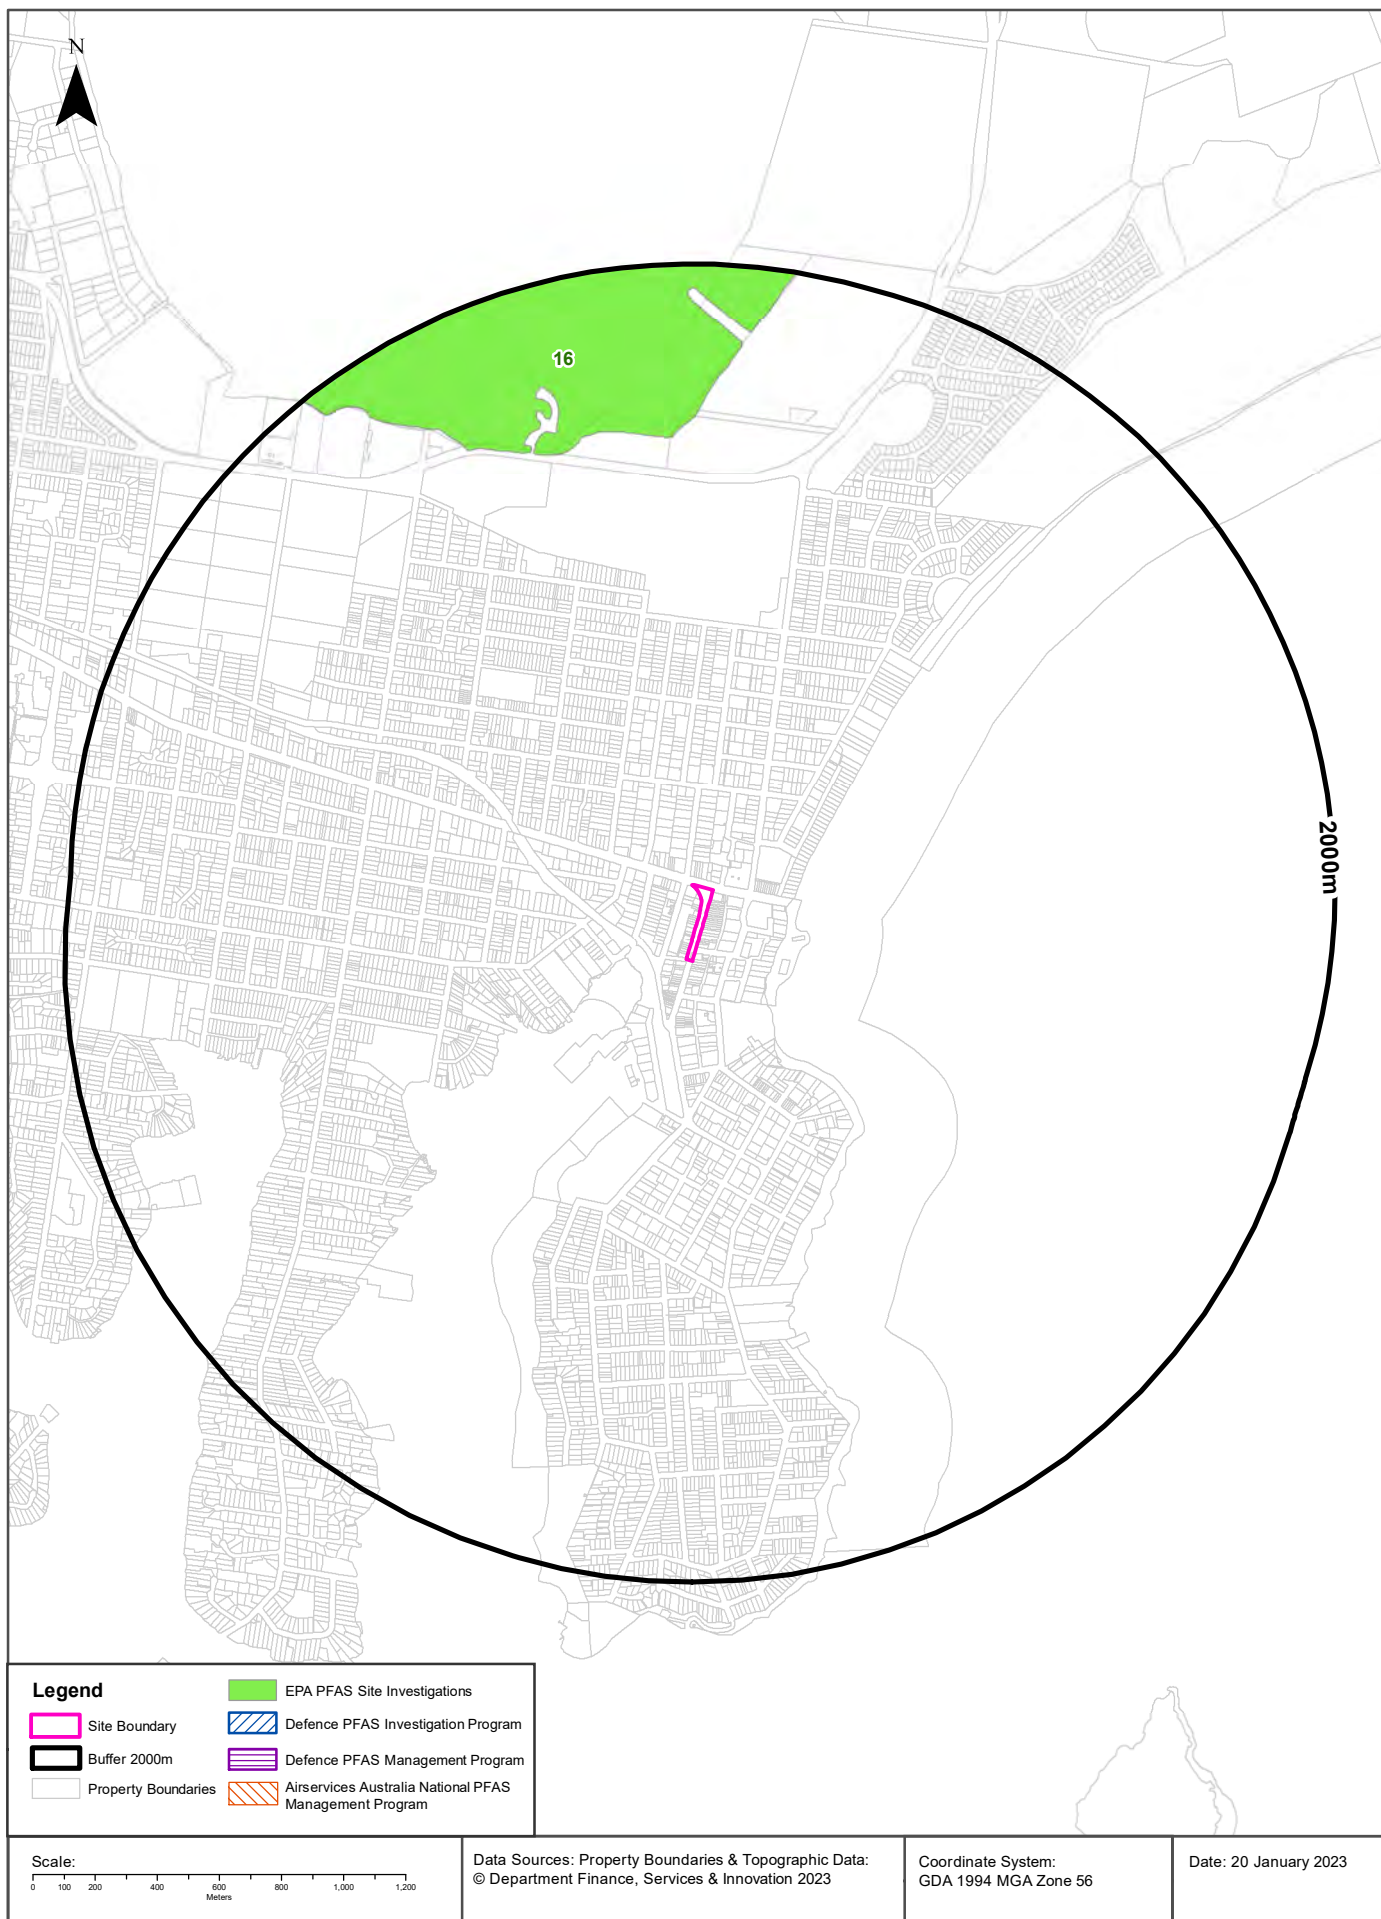 N
16
2000m
Legend
Site Boundary
Buffer 2000m
Property Boundaries
EPA PFAS Site Investigations
Defence PFAS Investigation Program
Defence PFAS Management Program
Airservices Australia National PFAS
Management Program
Scale:
0 100 200 400 600 800 1,000 1,200
Meters
Data Sources: Property Boundaries & Topographic Data:
© Department Finance, Services & Innovation 2023
Coordinate System:
GDA 1994 MGA Zone 56
Date: 20 January 2023